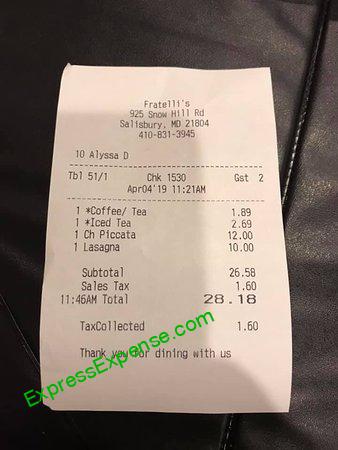 Fratelli's
925 Snow Hill Rd
Salisbury, MD 21804
410-831-3945
10 Alyssa D
Tbl 51/1 Chk 1530 Gst 2
Apr04'19 11:21AM
1 *Coffee/ Tea 1.89
1 *Iced Tea 2.69
1 Ch Piccata 12.00
1 Lasagna 10.00
Subtotal 26.58
Sales Tax 1.60
11:46AM Total 28.18
TaxCollected 1.60
Thank you for dining with us
ExpressExpense.com